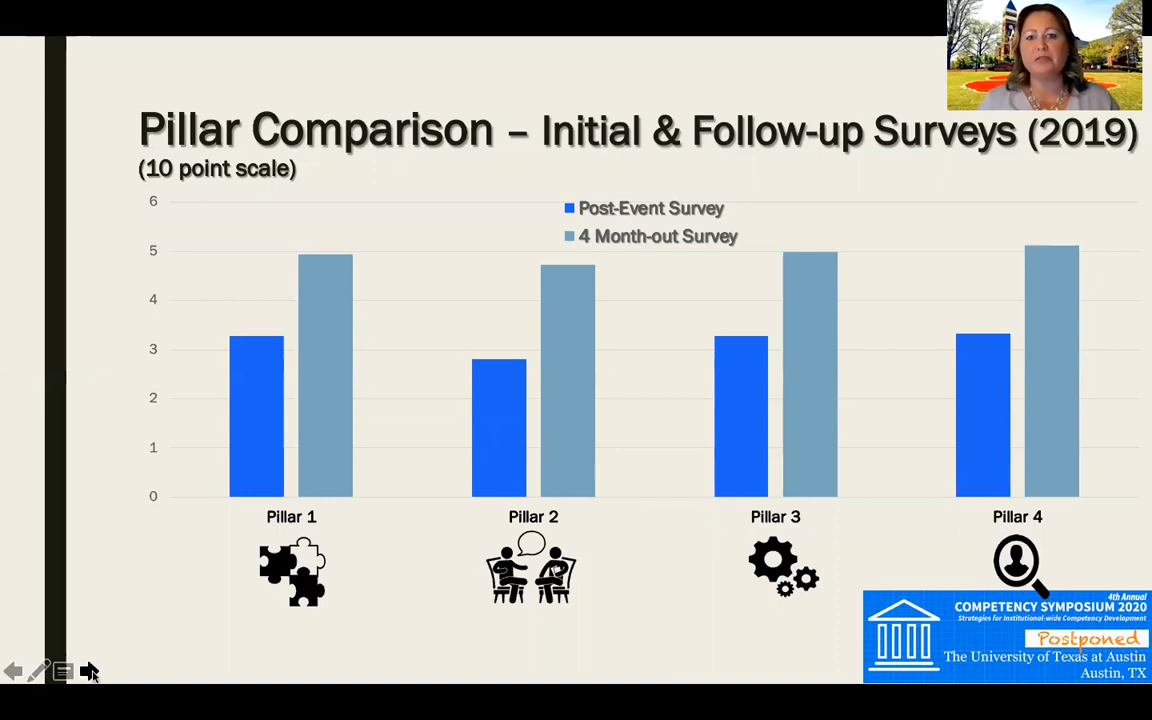 Pillar Comparison – Initial & Follow-up Surveys (2019)
(10 point scale)
6
Post-Event Survey
4 Month-out Survey
5
4
3
2
1
0
Pillar 1
Pillar 2
Pillar 3
Pillar 4
4th Annual
COMPETENCY SYMPOSIUM 2020
Strategies for Institutional-wide Competency Development
Postponed
The University of Texas at Austin
Austin, TX